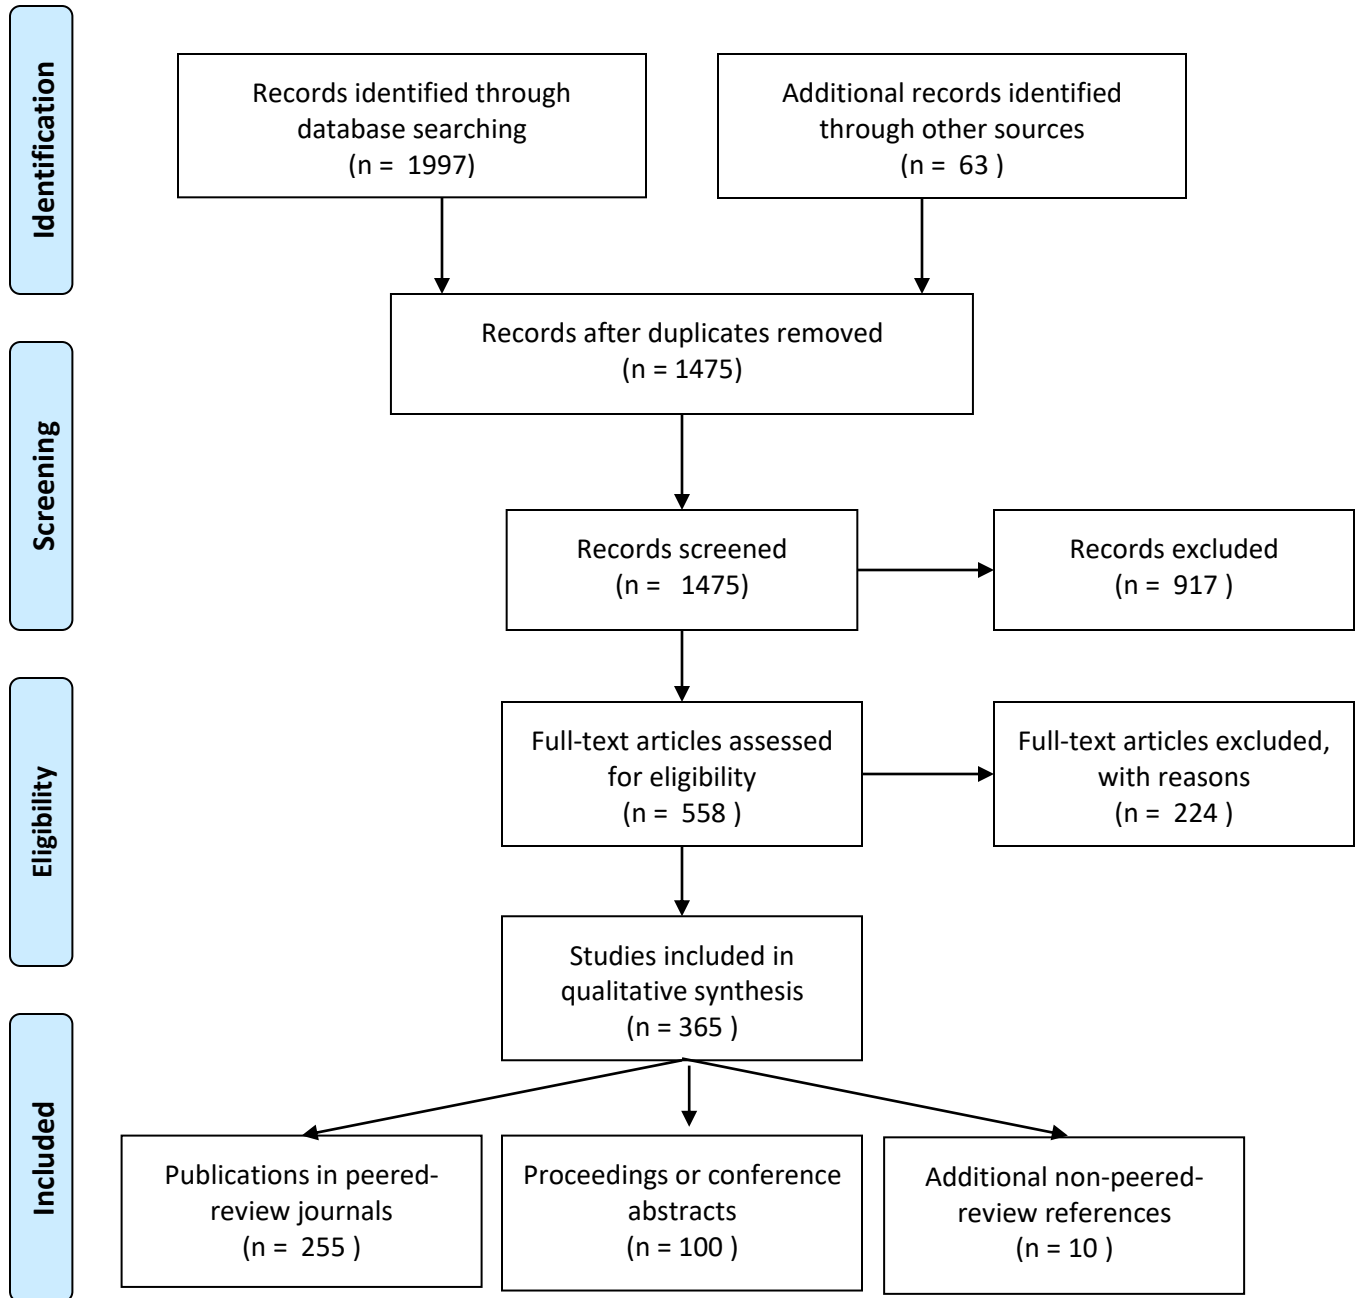 Identification
Records identified through
database searching
(n =  1997)
Additional records identified
through other sources
(n =  63 )
Records after duplicates removed
(n = 1475)
Screening
Records screened
(n =   1475)
Records excluded
(n =  917 )
Eligibility
Full-text articles assessed
for eligibility
(n =  558 )
Full-text articles excluded,
with reasons
(n =  224 )
Studies included in
qualitative synthesis
(n = 365 )
Included
Publications in peered-
review journals
(n =  255 )
Proceedings or conference
abstracts
(n = 100 )
Additional non-peered-
review references
(n = 10 )